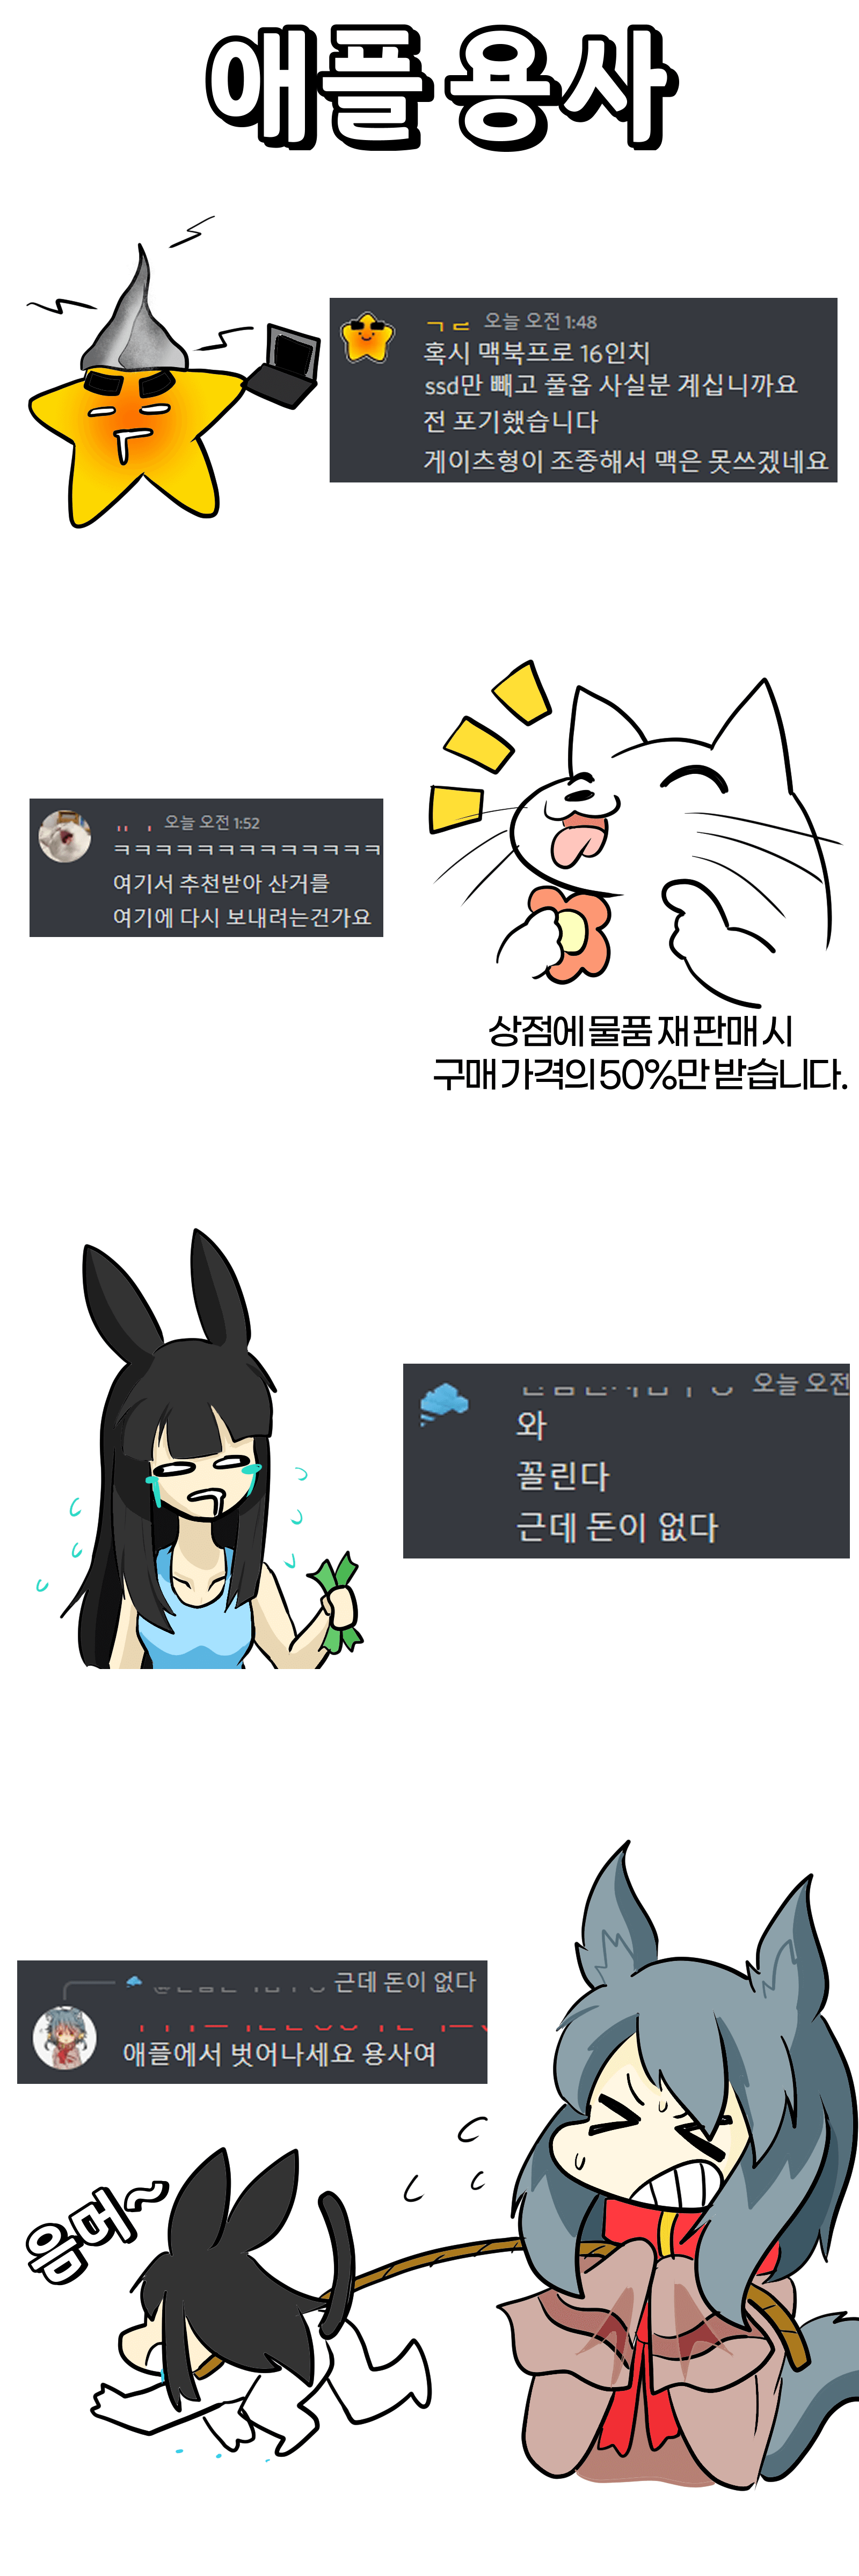 애플 용사
오늘 오전 1:48
혹시 맥북프로 16인치
ssd만 빼고 풀옵 사실분 계십니까요
전 포기했습니다
게이츠형이 조종해서 맥은 못쓰겠네요
오늘 오전 1:52
ㅋㅋㅋㅋㅋㅋㅋㅋㅋㅋㅋㅋㅋ
여기서 추천받아 산거를
여기에 다시 보내려는건가요
상점에 물품 재 판매 시
구매 가격의 50%만 받습니다.
오늘 오전
와
꼴린다
근데 돈이 없다
근데 돈이 없다
애플에서 벗어나세요 용사여
음머~